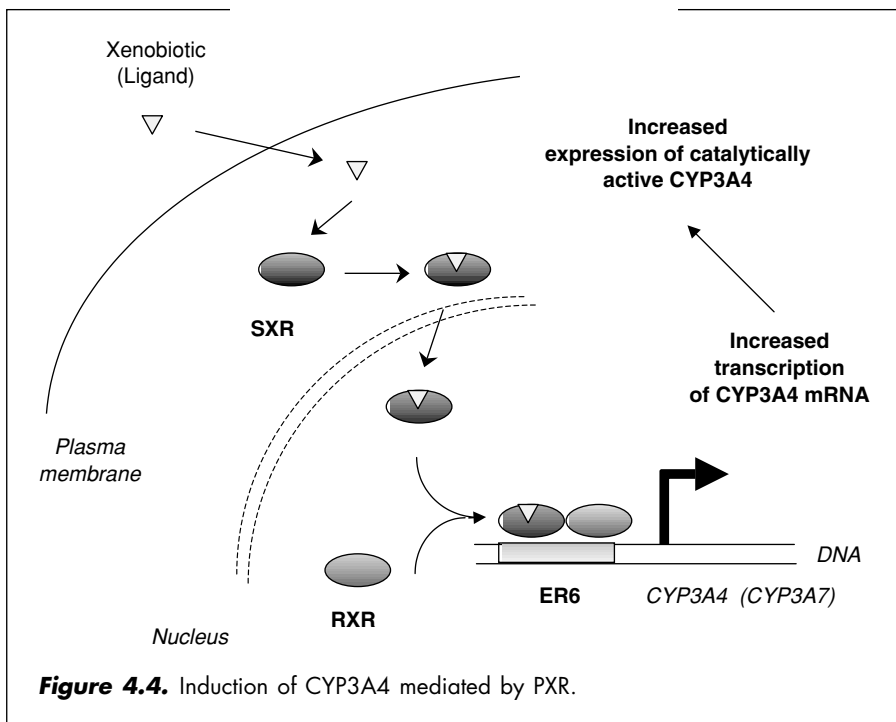 Xenobiotic
(Ligand)
Increased
expression of catalytically
active CYP3A4
SXR
Increased
transcription
of CYP3A4 mRNA
Plasma
membrane
DNA
ER6
CYP3A4 (CYP3A7)
RXR
Nucleus
Figure 4.4. Induction of CYP3A4 mediated by PXR.